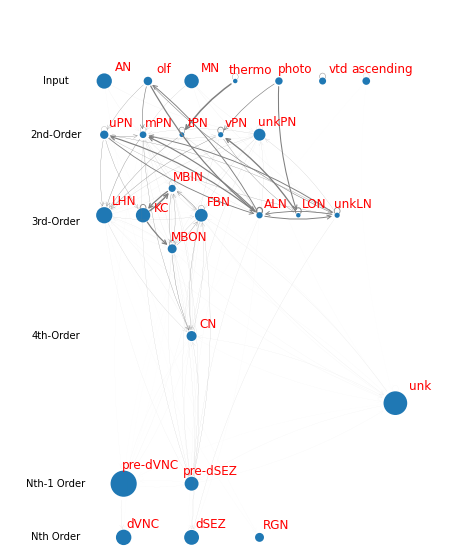 AN olf MN thermo photo vtd ascending
Input
uPN mPN tPN vPN unkPN
2nd-Order
MBIN
LHN KC FBN ALN LON unkLN
3rd-Order
MBON
CN
4th-Order
unk
pre-dVNC pre-dSEZ
Nth-1 Order
dVNC dSEZ RGN
Nth Order